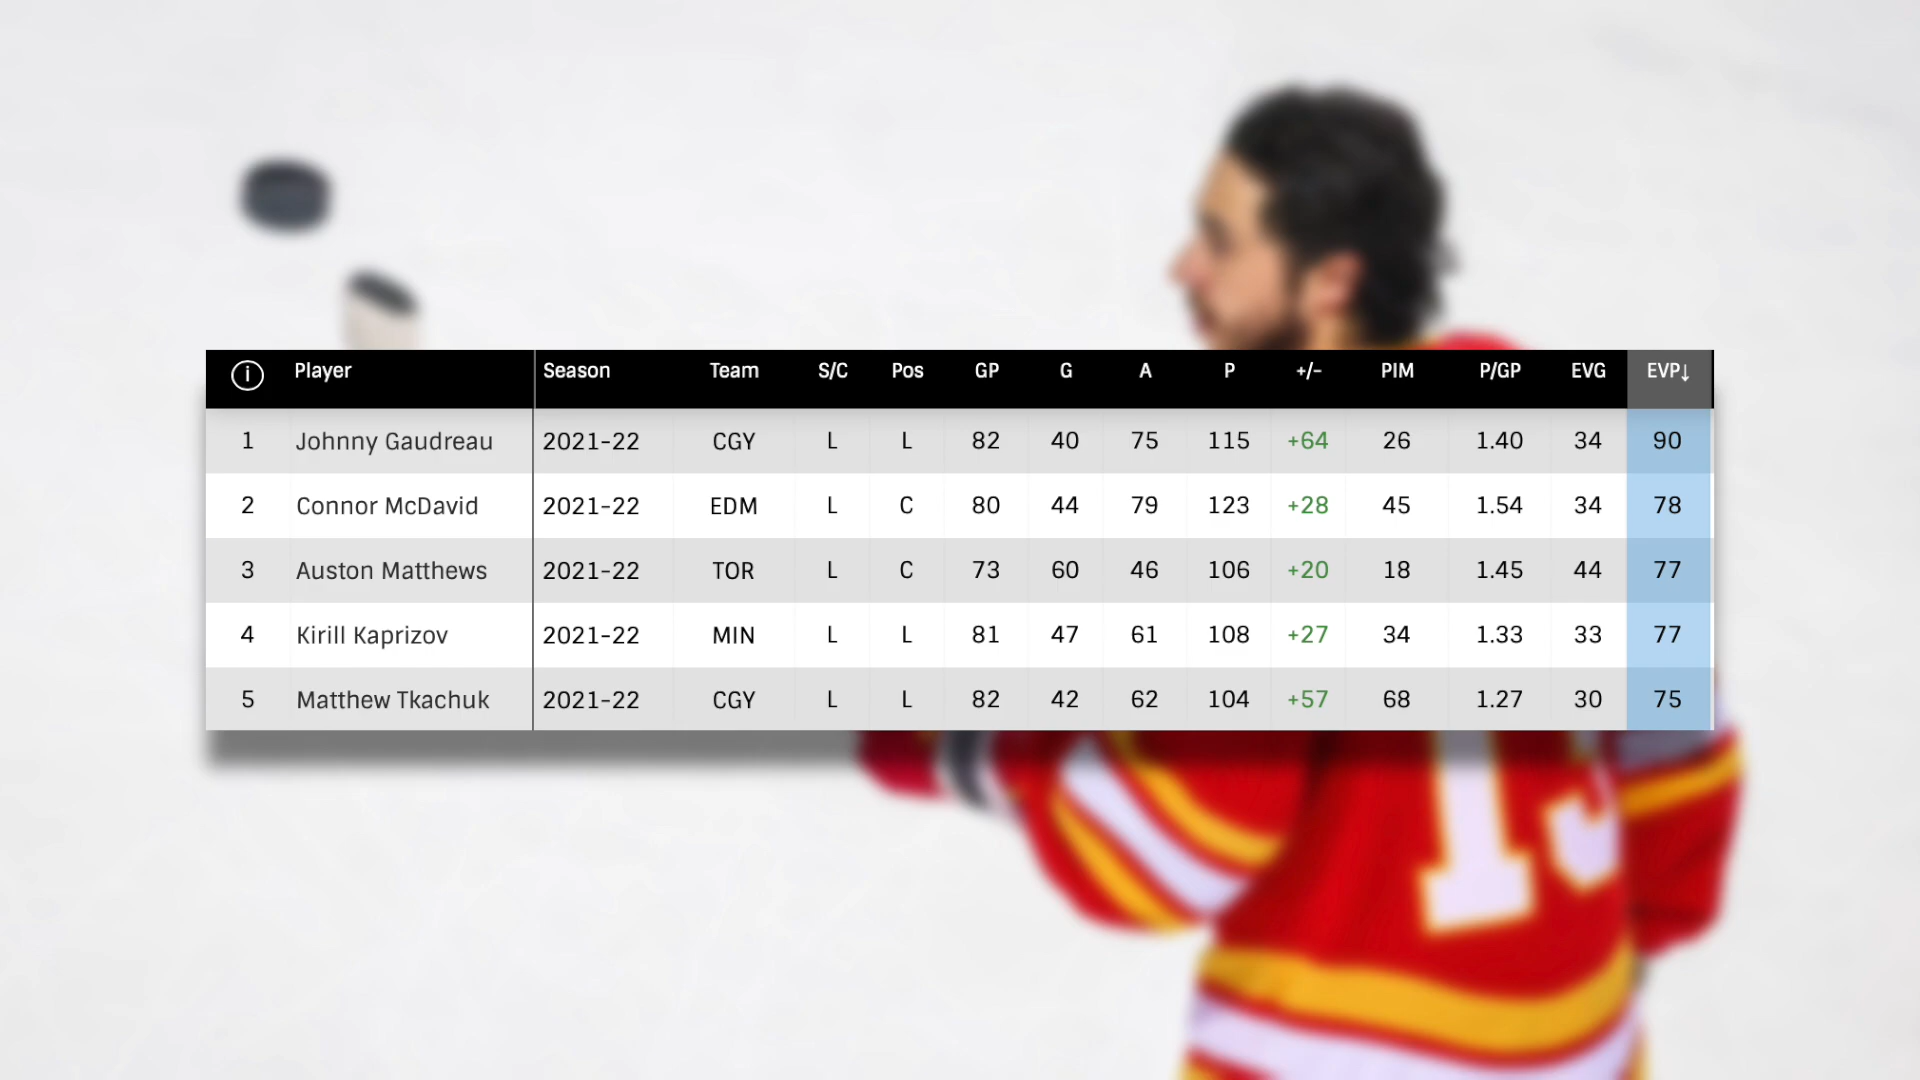 i Player Season Team S/C Pos GP G A P +/- PIM P/GP EVG EVP↓
1 Johnny Gaudreau 2021-22 CGY L L 82 40 75 115 +64 26 1.40 34 90
2 Connor McDavid 2021-22 EDM L C 80 44 79 123 +28 45 1.54 34 78
3 Auston Matthews 2021-22 TOR L C 73 60 46 106 +20 18 1.45 44 77
4 Kirill Kaprizov 2021-22 MIN L L 81 47 61 108 +27 34 1.33 33 77
5 Matthew Tkachuk 2021-22 CGY L L 82 42 62 104 +57 68 1.27 30 75